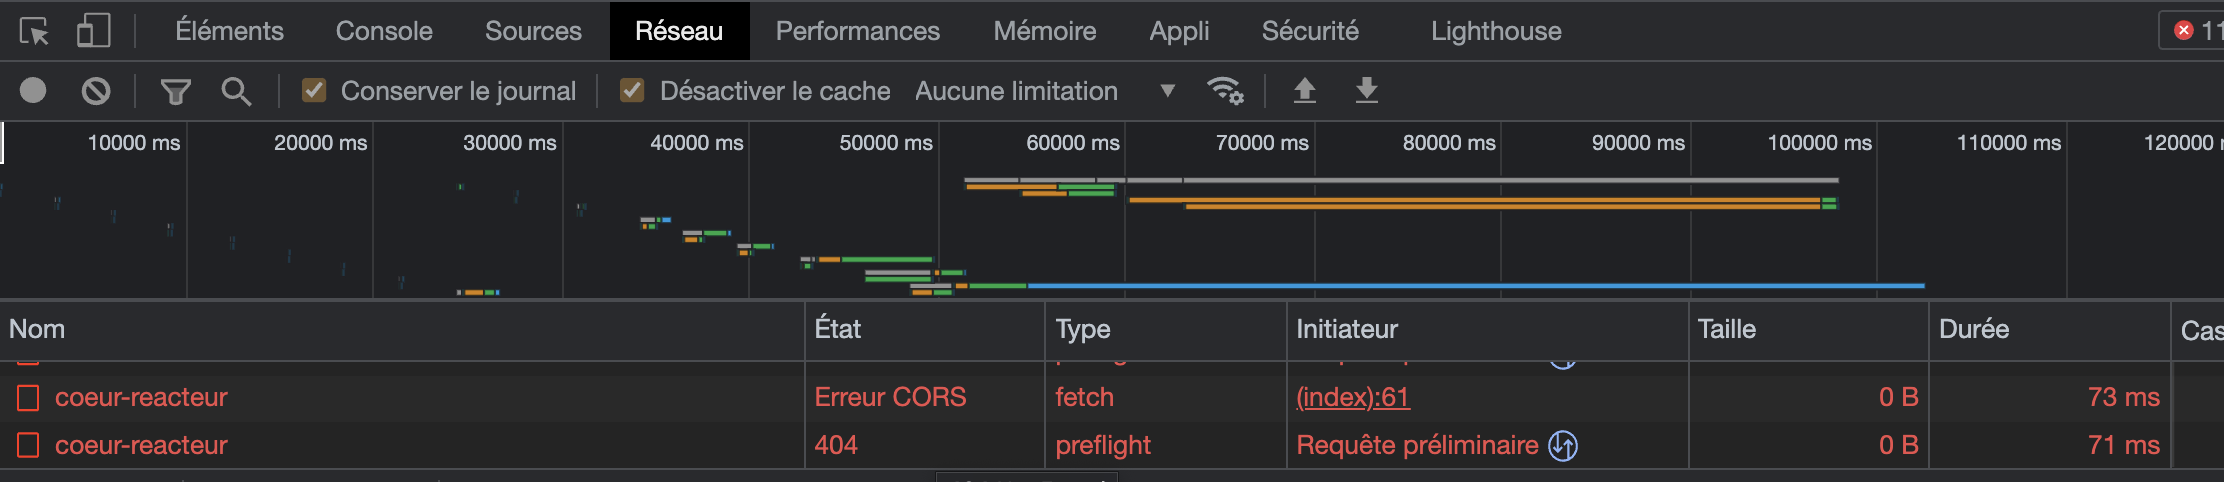 Éléments Console Sources Réseau Performances Mémoire Appli Sécurité Lighthouse 11
Conserver le journal Désactiver le cache Aucune limitation
10000 ms 20000 ms 30000 ms 40000 ms 50000 ms 60000 ms 70000 ms 80000 ms 90000 ms 100000 ms 110000 ms 120000
Nom État Type Initiateur Taille Durée Cas
coeur-reacteur Erreur CORS fetch (index):61 0 B 73 ms
coeur-reacteur 404 preflight Requête préliminaire 0 B 71 ms